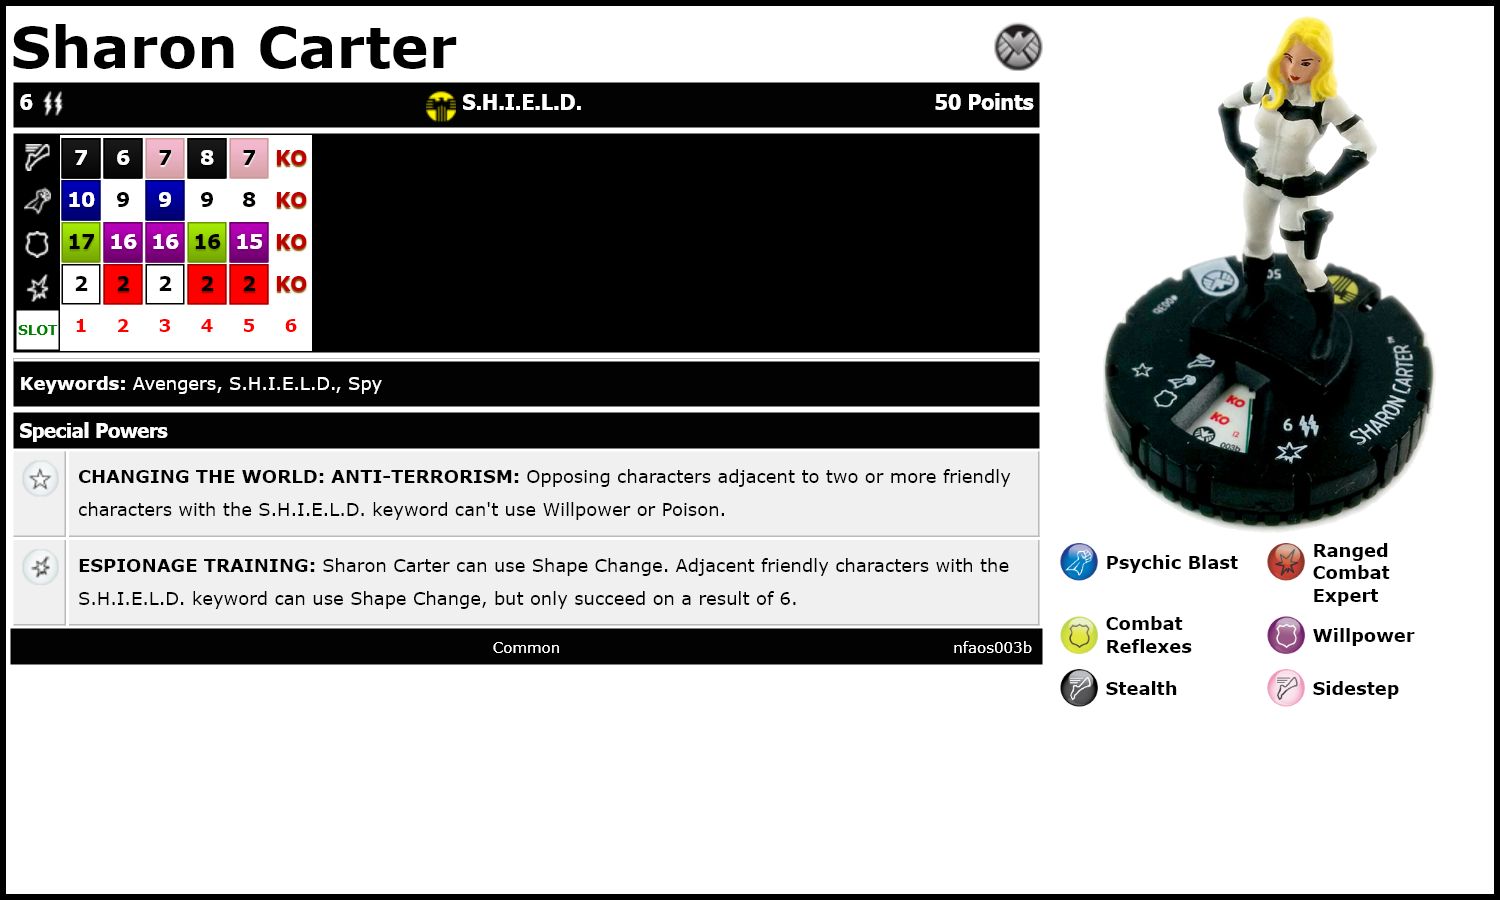 Sharon Carter
6 S.H.I.E.L.D. 50 Points
7 6 7 8 7 KO
10 9 9 9 8 KO
17 16 16 16 15 KO
2 2 2 2 2 KO
SLOT 1 2 3 4 5 6
Keywords: Avengers, S.H.I.E.L.D., Spy
Special Powers
CHANGING THE WORLD: ANTI-TERRORISM: Opposing characters adjacent to two or more friendly
characters with the S.H.I.E.L.D. keyword can't use Willpower or Poison.
ESPIONAGE TRAINING: Sharon Carter can use Shape Change. Adjacent friendly characters with the
S.H.I.E.L.D. keyword can use Shape Change, but only succeed on a result of 6.
Common nfaos003b
50
#003b
KO
KO
12
003b
6
SHARON CARTER™
Psychic Blast
Ranged
Combat
Expert
Combat
Reflexes
Willpower
Stealth
Sidestep